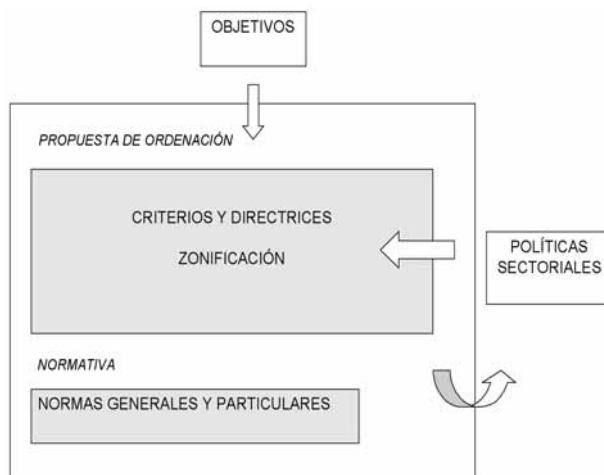 OBJETIVOS
PROPUESTA DE ORDENACIÓN
CRITERIOS Y DIRECTRICES
ZONIFICACIÓN
POLÍTICAS
SECTORIALES
NORMATIVA
NORMAS GENERALES Y PARTICULARES